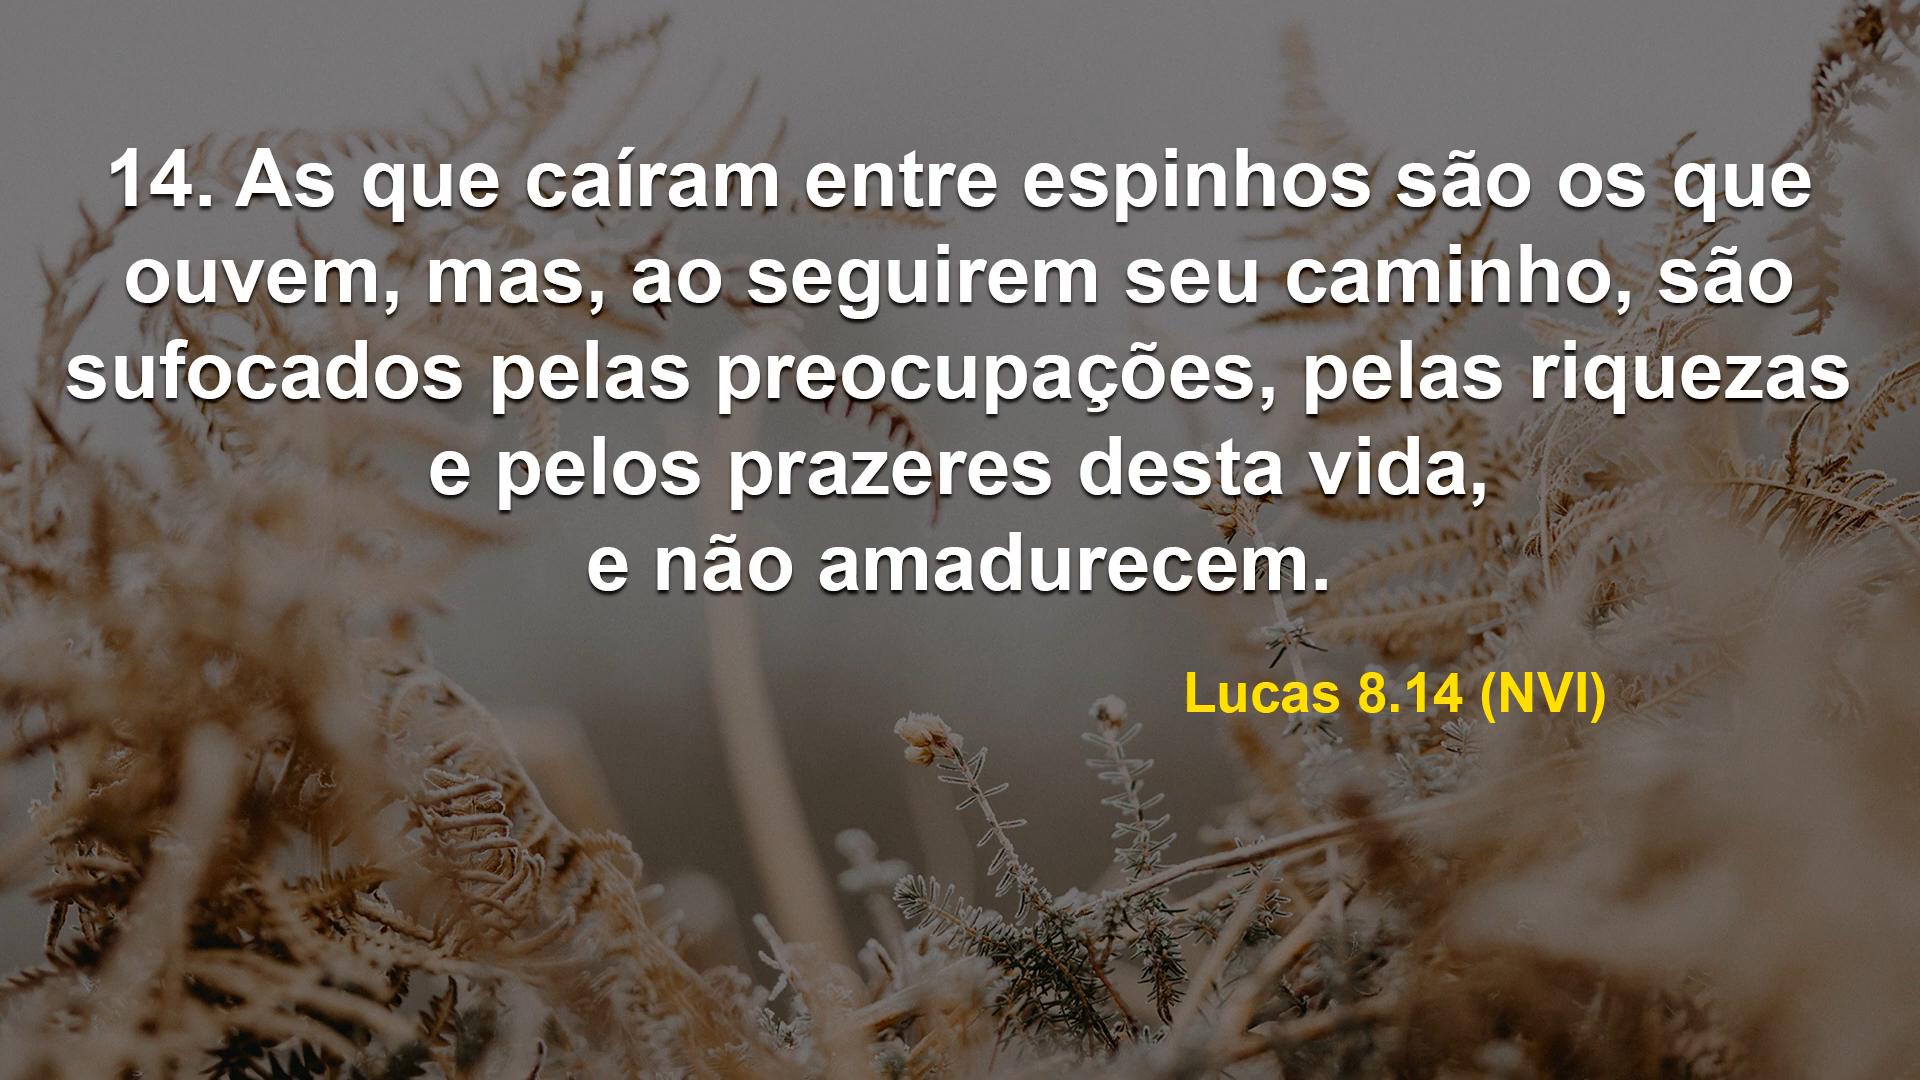 14. As que caíram entre espinhos são os que
ouvem, mas, ao seguirem seu caminho, são
sufocados pelas preocupações, pelas riquezas
e pelos prazeres desta vida,
e não amadurecem.
Lucas 8.14 (NVI)